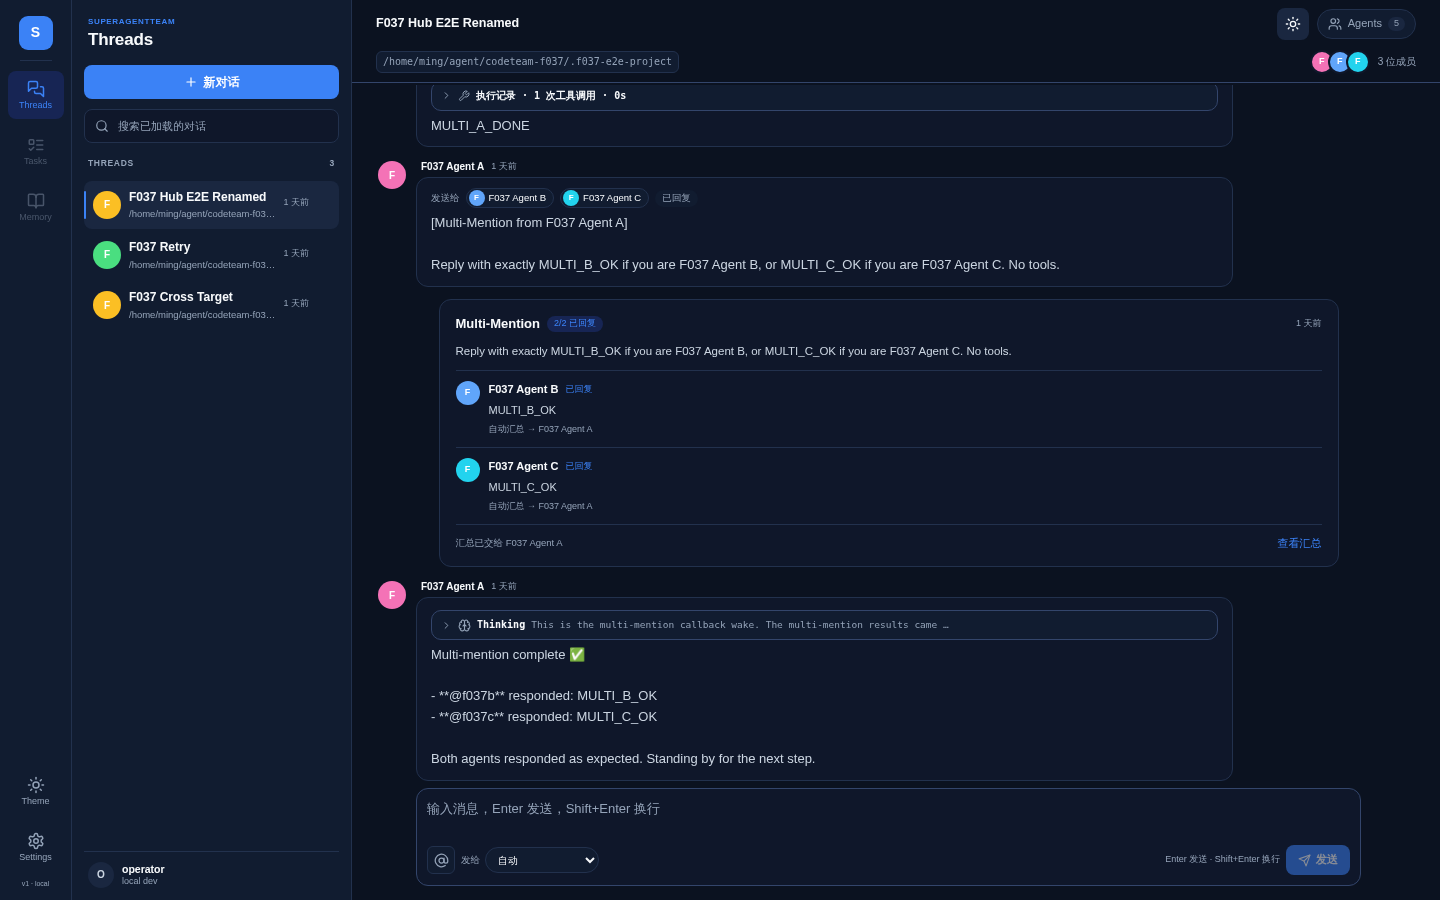 S
Threads
Tasks
Memory
Theme
Settings
v1 · local
SUPERAGENTTEAM
Threads
新对话
搜索已加载的对话
THREADS 3
F F037 Hub E2E Renamed 1 天前
/home/ming/agent/codeteam-f03…
F F037 Retry 1 天前
/home/ming/agent/codeteam-f03…
F F037 Cross Target 1 天前
/home/ming/agent/codeteam-f03…
O operator
local dev
F037 Hub E2E Renamed
Agents 5
/home/ming/agent/codeteam-f037/.f037-e2e-project
F F F 3 位成员
执行记录 · 1 次工具调用 · 0s
MULTI_A_DONE
F F037 Agent A 1 天前
发送给 F F037 Agent B F F037 Agent C 已回复
[Multi-Mention from F037 Agent A]
Reply with exactly MULTI_B_OK if you are F037 Agent B, or MULTI_C_OK if you are F037 Agent C. No tools.
Multi-Mention 2/2 已回复 1 天前
Reply with exactly MULTI_B_OK if you are F037 Agent B, or MULTI_C_OK if you are F037 Agent C. No tools.
F F037 Agent B 已回复
MULTI_B_OK
自动汇总 → F037 Agent A
F F037 Agent C 已回复
MULTI_C_OK
自动汇总 → F037 Agent A
汇总已交给 F037 Agent A 查看汇总
F F037 Agent A 1 天前
Thinking This is the multi-mention callback wake. The multi-mention results came …
Multi-mention complete ✅
- **@f037b** responded: MULTI_B_OK
- **@f037c** responded: MULTI_C_OK
Both agents responded as expected. Standing by for the next step.
输入消息，Enter 发送，Shift+Enter 换行
发给 自动 Enter 发送 · Shift+Enter 换行 发送